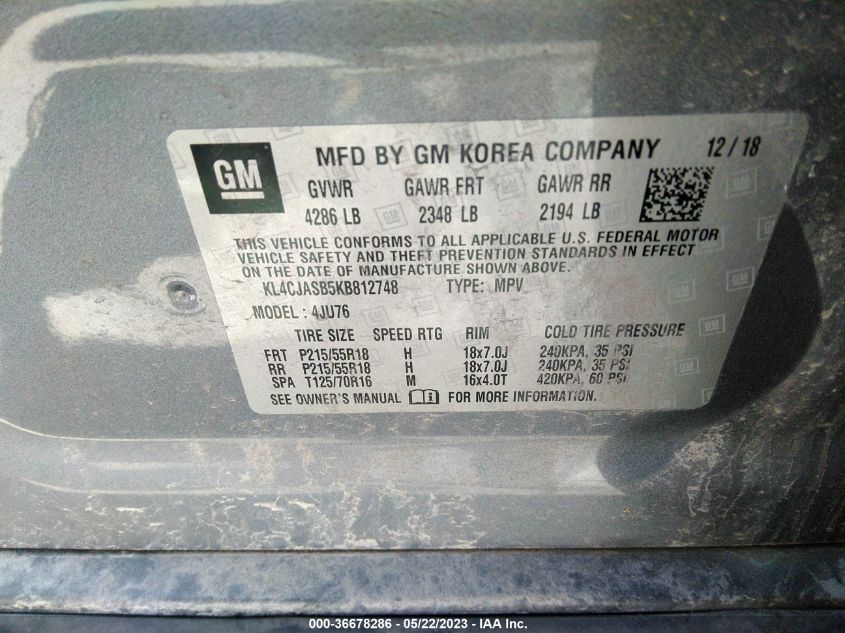 GM MFD BY GM KOREA COMPANY 12 / 18
GVWR GAWR FRT GAWR RR
4286 LB 2348 LB 2194 LB
THIS VEHICLE CONFORMS TO ALL APPLICABLE U.S. FEDERAL MOTOR
VEHICLE SAFETY AND THEFT PREVENTION STANDARDS IN EFFECT
ON THE DATE OF MANUFACTURE SHOWN ABOVE.
KL4CJASB5KB812748 TYPE: MPV
MODEL : 4JU76
TIRE SIZE SPEED RTG RIM COLD TIRE PRESSURE
FRT P215/55R18 H 18x7.0J 240KPA, 35 PSI
RR P215/55R18 H 18x7.0J 240KPA, 35 PSI
SPA T125/70R16 M 16x4.0T 420KPA, 60 PSI
SEE OWNER'S MANUAL FOR MORE INFORMATION.
000-36678286 - 05/22/2023 - IAA Inc.